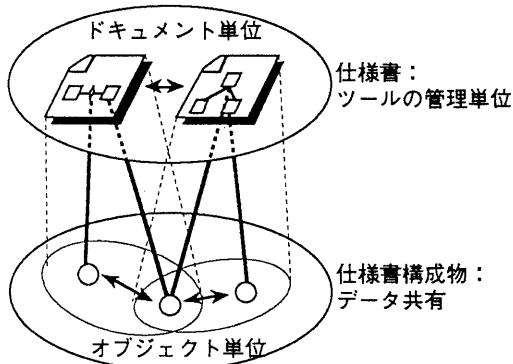 ドキュメント単位
仕様書：
ツールの管理単位
仕様書構成物：
データ共有
オブジェクト単位